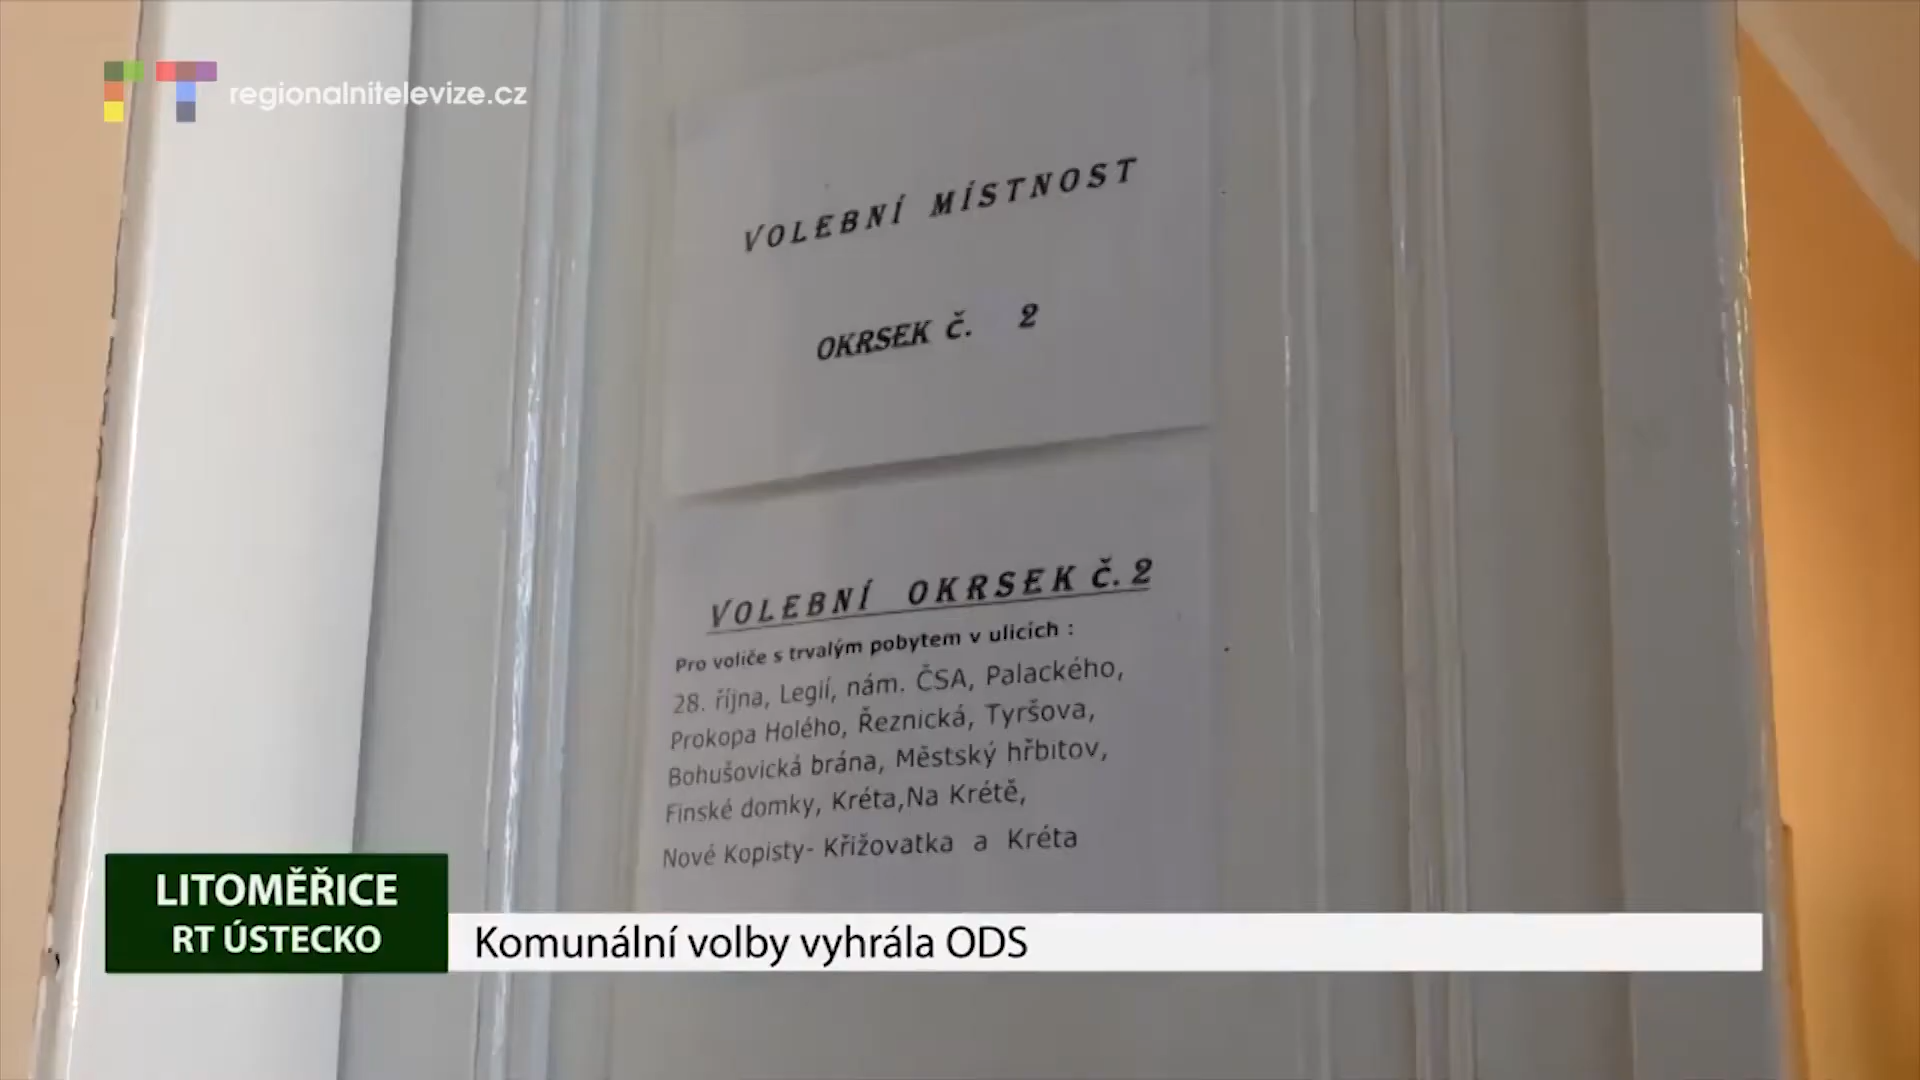 regionalnitelevize.cz
VOLEBNÍ MÍSTNOST
OKRSEK č. 2
VOLEBNÍ OKRSEK č. 2
Pro voliče s trvalým pobytem v ulicích :
28. října, Legií, nám. ČSA, Palackého,
Prokopa Holého, Řeznická, Tyršova,
Bohušovická brána, Městský hřbitov,
Finské domky, Kréta,Na Krétě,
Nové Kopisty- Křižovatka a Kréta
LITOMĚŘICE
RT ÚSTECKO
Komunální volby vyhrála ODS